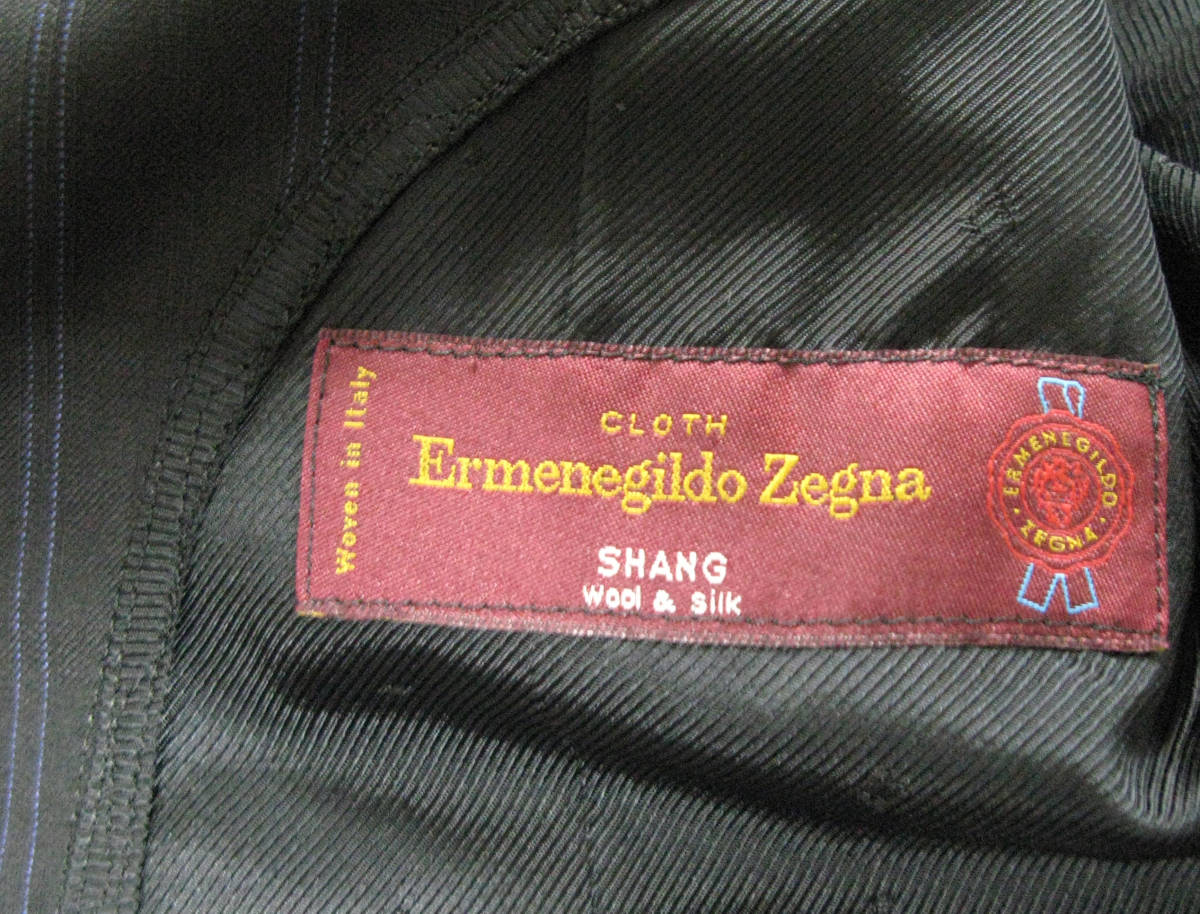 Woven in Italy
CLOTH
Ermenegildo Zegna
SHANG
Wool & Silk
ERMENEGILDO
ZEGNA